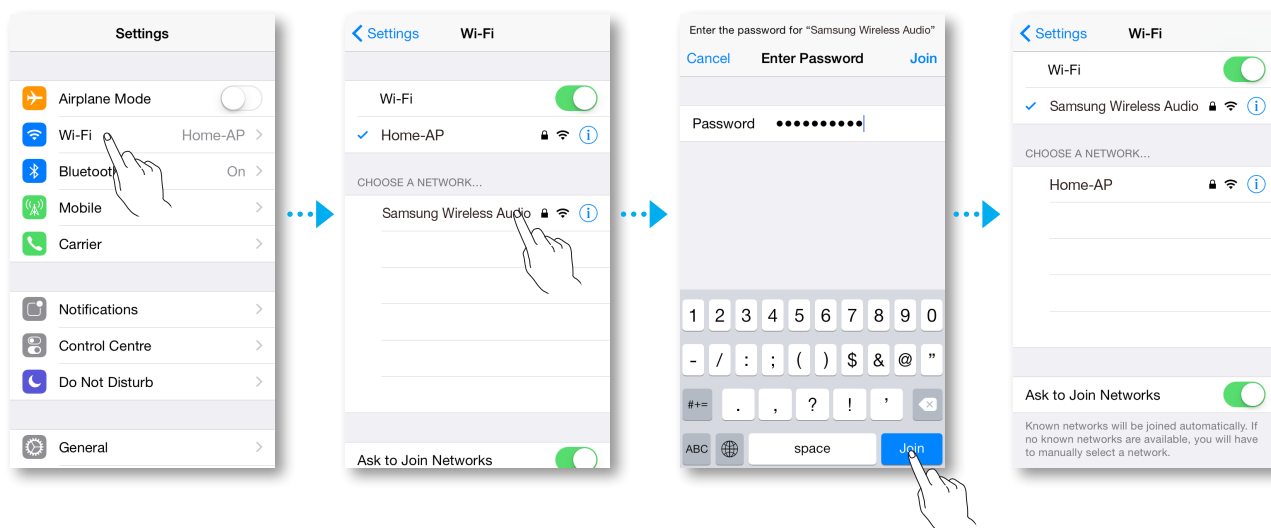 Settings
Airplane Mode
Wi-Fi Home-AP
Bluetoot On
Mobile
Carrier
Notifications
Control Centre
Do Not Disturb
General
Settings Wi-Fi
Wi-Fi
Home-AP
CHOOSE A NETWORK...
Samsung Wireless Audio
Ask to Join Networks
Enter the password for “Samsung Wireless Audio”
Cancel Enter Password Join
Password ●●●●●●●●●●
1 2 3 4 5 6 7 8 9 0
- / : ; ( ) $ & @ ”
#+= . , ? ! ’
ABC space Join
Settings Wi-Fi
Wi-Fi
Samsung Wireless Audio
CHOOSE A NETWORK...
Home-AP
Ask to Join Networks
Known networks will be joined automatically. If
no known networks are available, you will have
to manually select a network.